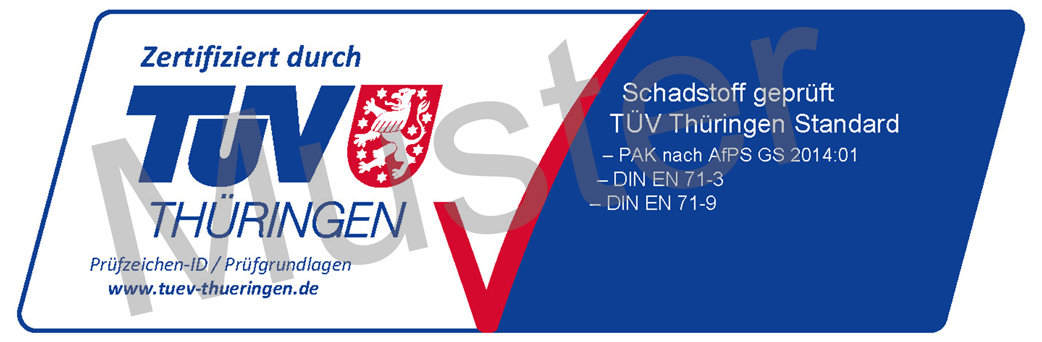 Zertifiziert durch
TÜV
THÜRINGEN
Prüfzeichen-ID / Prüfgrundlagen
www.tuev-thueringen.de
Schadstoff geprüft
TÜV Thüringen Standard
– PAK nach AfPS GS 2014:01
– DIN EN 71-3
– DIN EN 71-9
Muster